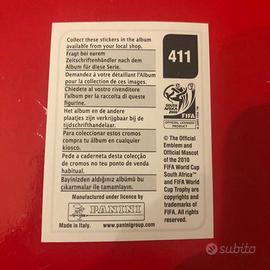 Collect these stickers in the album
available from your local shop.
Fragt bei eurem
Zeitschriftenhändler nach dem
Album für diese Serie.
Demandez à votre détaillant l'Album
pour la collection de ces images.
Chiedete al vostro rivenditore
l'album per la raccolta di queste
figurine.
Het album en de andere
plaatjes zijn verkrijgbaar bij de
tijdschrifthandelaar.
Para coleccionar estos cromos
compra tu álbum en cualquier
kiosco.
Pede a caderneta desta colecção
de cromos no teu ponto de venda
habitual.
Bayinizden aldığınız albümü bu
çıkartmalar ile tamamlayın.
Manufactured under licence by
PANINI
Made in Italy. www.paninigroup.com
411
SOUTH AFRICA
2010
FIFA
OFFICIAL LICENSED
PRODUCT
© The Official
Emblem and
Official Mascot
of the 2010
FIFA World Cup
South Africa™
and FIFA World
Cup Trophy are
copyrights and
trademarks of
FIFA. All rights
reserved.
subito